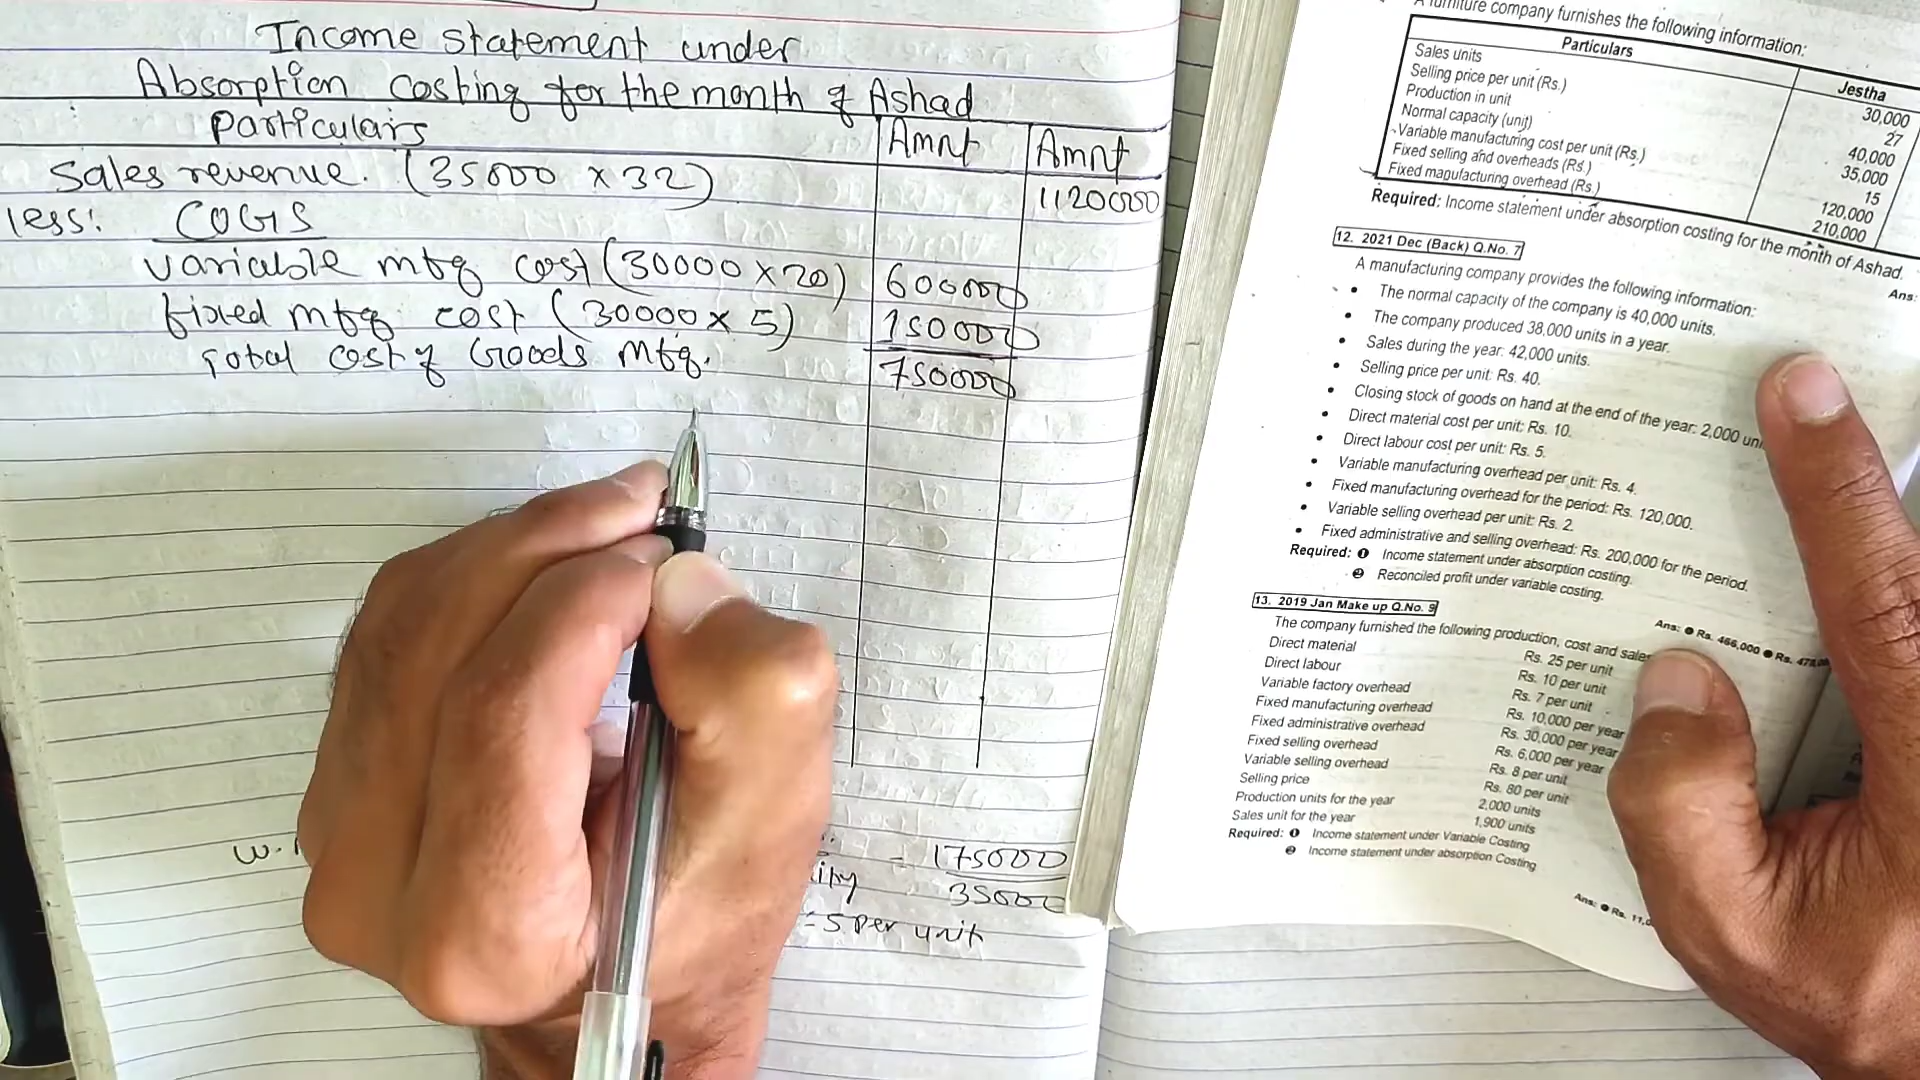 Income statement under
Absorption costing for the month of Ashad
Particulars Amnt Amnt
Sales revenue. (35000 × 32) 1120000
less: COGS
variable mfg cost (30000 × 20) 600000
fixed mfg cost (30000 × 5) 150000
Total cost of Goods Mfg. 750000
175000
35000
= 5 per unit
furniture company furnishes the following information:
Particulars Jestha
Sales units 30,000
Selling price per unit (Rs.) 27
Production in unit 40,000
Normal capacity (unit) 35,000
Variable manufacturing cost per unit (Rs.) 15
Fixed selling and overheads (Rs.) 120,000
Fixed manufacturing overhead (Rs.) 210,000
Required: Income statement under absorption costing for the month of Ashad.
Ans:
12. 2021 Dec (Back) Q.No. 7
A manufacturing company provides the following information:
• The normal capacity of the company is 40,000 units.
• The company produced 38,000 units in a year.
• Sales during the year: 42,000 units.
• Selling price per unit: Rs. 40.
• Closing stock of goods on hand at the end of the year: 2,000
• Direct material cost per unit: Rs. 10.
• Direct labour cost per unit: Rs. 5.
• Variable manufacturing overhead per unit: Rs. 4.
• Fixed manufacturing overhead for the period: Rs. 120,000.
• Variable selling overhead per unit: Rs. 2.
• Fixed administrative and selling overhead: Rs. 200,000 for the period.
Required: ❶ Income statement under absorption costing.
❷ Reconciled profit under variable costing.
Ans: ❶ Rs. 466,000 ❷ Rs.
13. 2019 Jan Make up Q.No. 9
The company furnished the following production, cost and sales
Direct material Rs. 25 per unit
Direct labour Rs. 10 per unit
Variable factory overhead Rs. 7 per unit
Fixed manufacturing overhead Rs. 10,000 per year
Fixed administrative overhead Rs. 30,000 per year
Fixed selling overhead Rs. 6,000 per year
Variable selling overhead Rs. 8 per unit
Selling price Rs. 80 per unit
Production units for the year 2,000 units
Sales unit for the year 1,900 units
Required: ❶ Income statement under Variable Costing
❷ Income statement under absorption Costing
Ans: ❶ Rs.